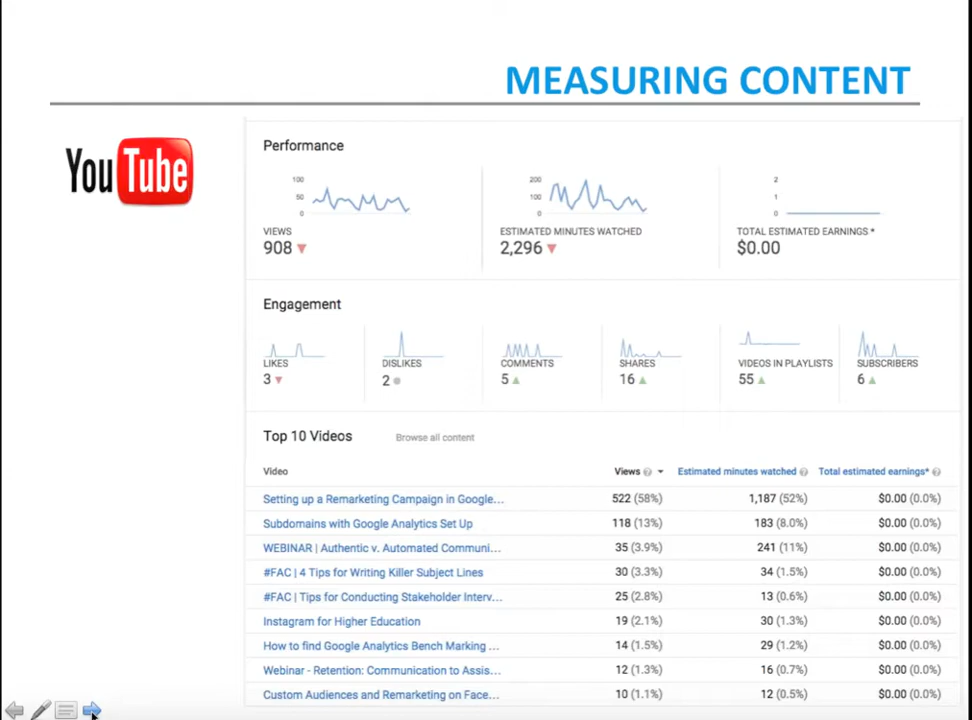 MEASURING CONTENT
You Tube
Performance
100
50
0
VIEWS
908
200
100
0
ESTIMATED MINUTES WATCHED
2,296
2
1
0
TOTAL ESTIMATED EARNINGS *
$0.00
Engagement
LIKES
3
DISLIKES
2
COMMENTS
5
SHARES
16
VIDEOS IN PLAYLISTS
55
SUBSCRIBERS
6
Top 10 Videos Browse all content
Video Views ? Estimated minutes watched ? Total estimated earnings* ?
Setting up a Remarketing Campaign in Google... 522 (58%) 1,187 (52%) $0.00 (0.0%)
Subdomains with Google Analytics Set Up 118 (13%) 183 (8.0%) $0.00 (0.0%)
WEBINAR | Authentic v. Automated Communi... 35 (3.9%) 241 (11%) $0.00 (0.0%)
#FAC | 4 Tips for Writing Killer Subject Lines 30 (3.3%) 34 (1.5%) $0.00 (0.0%)
#FAC | Tips for Conducting Stakeholder Interv... 25 (2.8%) 13 (0.6%) $0.00 (0.0%)
Instagram for Higher Education 19 (2.1%) 30 (1.3%) $0.00 (0.0%)
How to find Google Analytics Bench Marking ... 14 (1.5%) 29 (1.2%) $0.00 (0.0%)
Webinar - Retention: Communication to Assis... 12 (1.3%) 16 (0.7%) $0.00 (0.0%)
Custom Audiences and Remarketing on Face... 10 (1.1%) 12 (0.5%) $0.00 (0.0%)